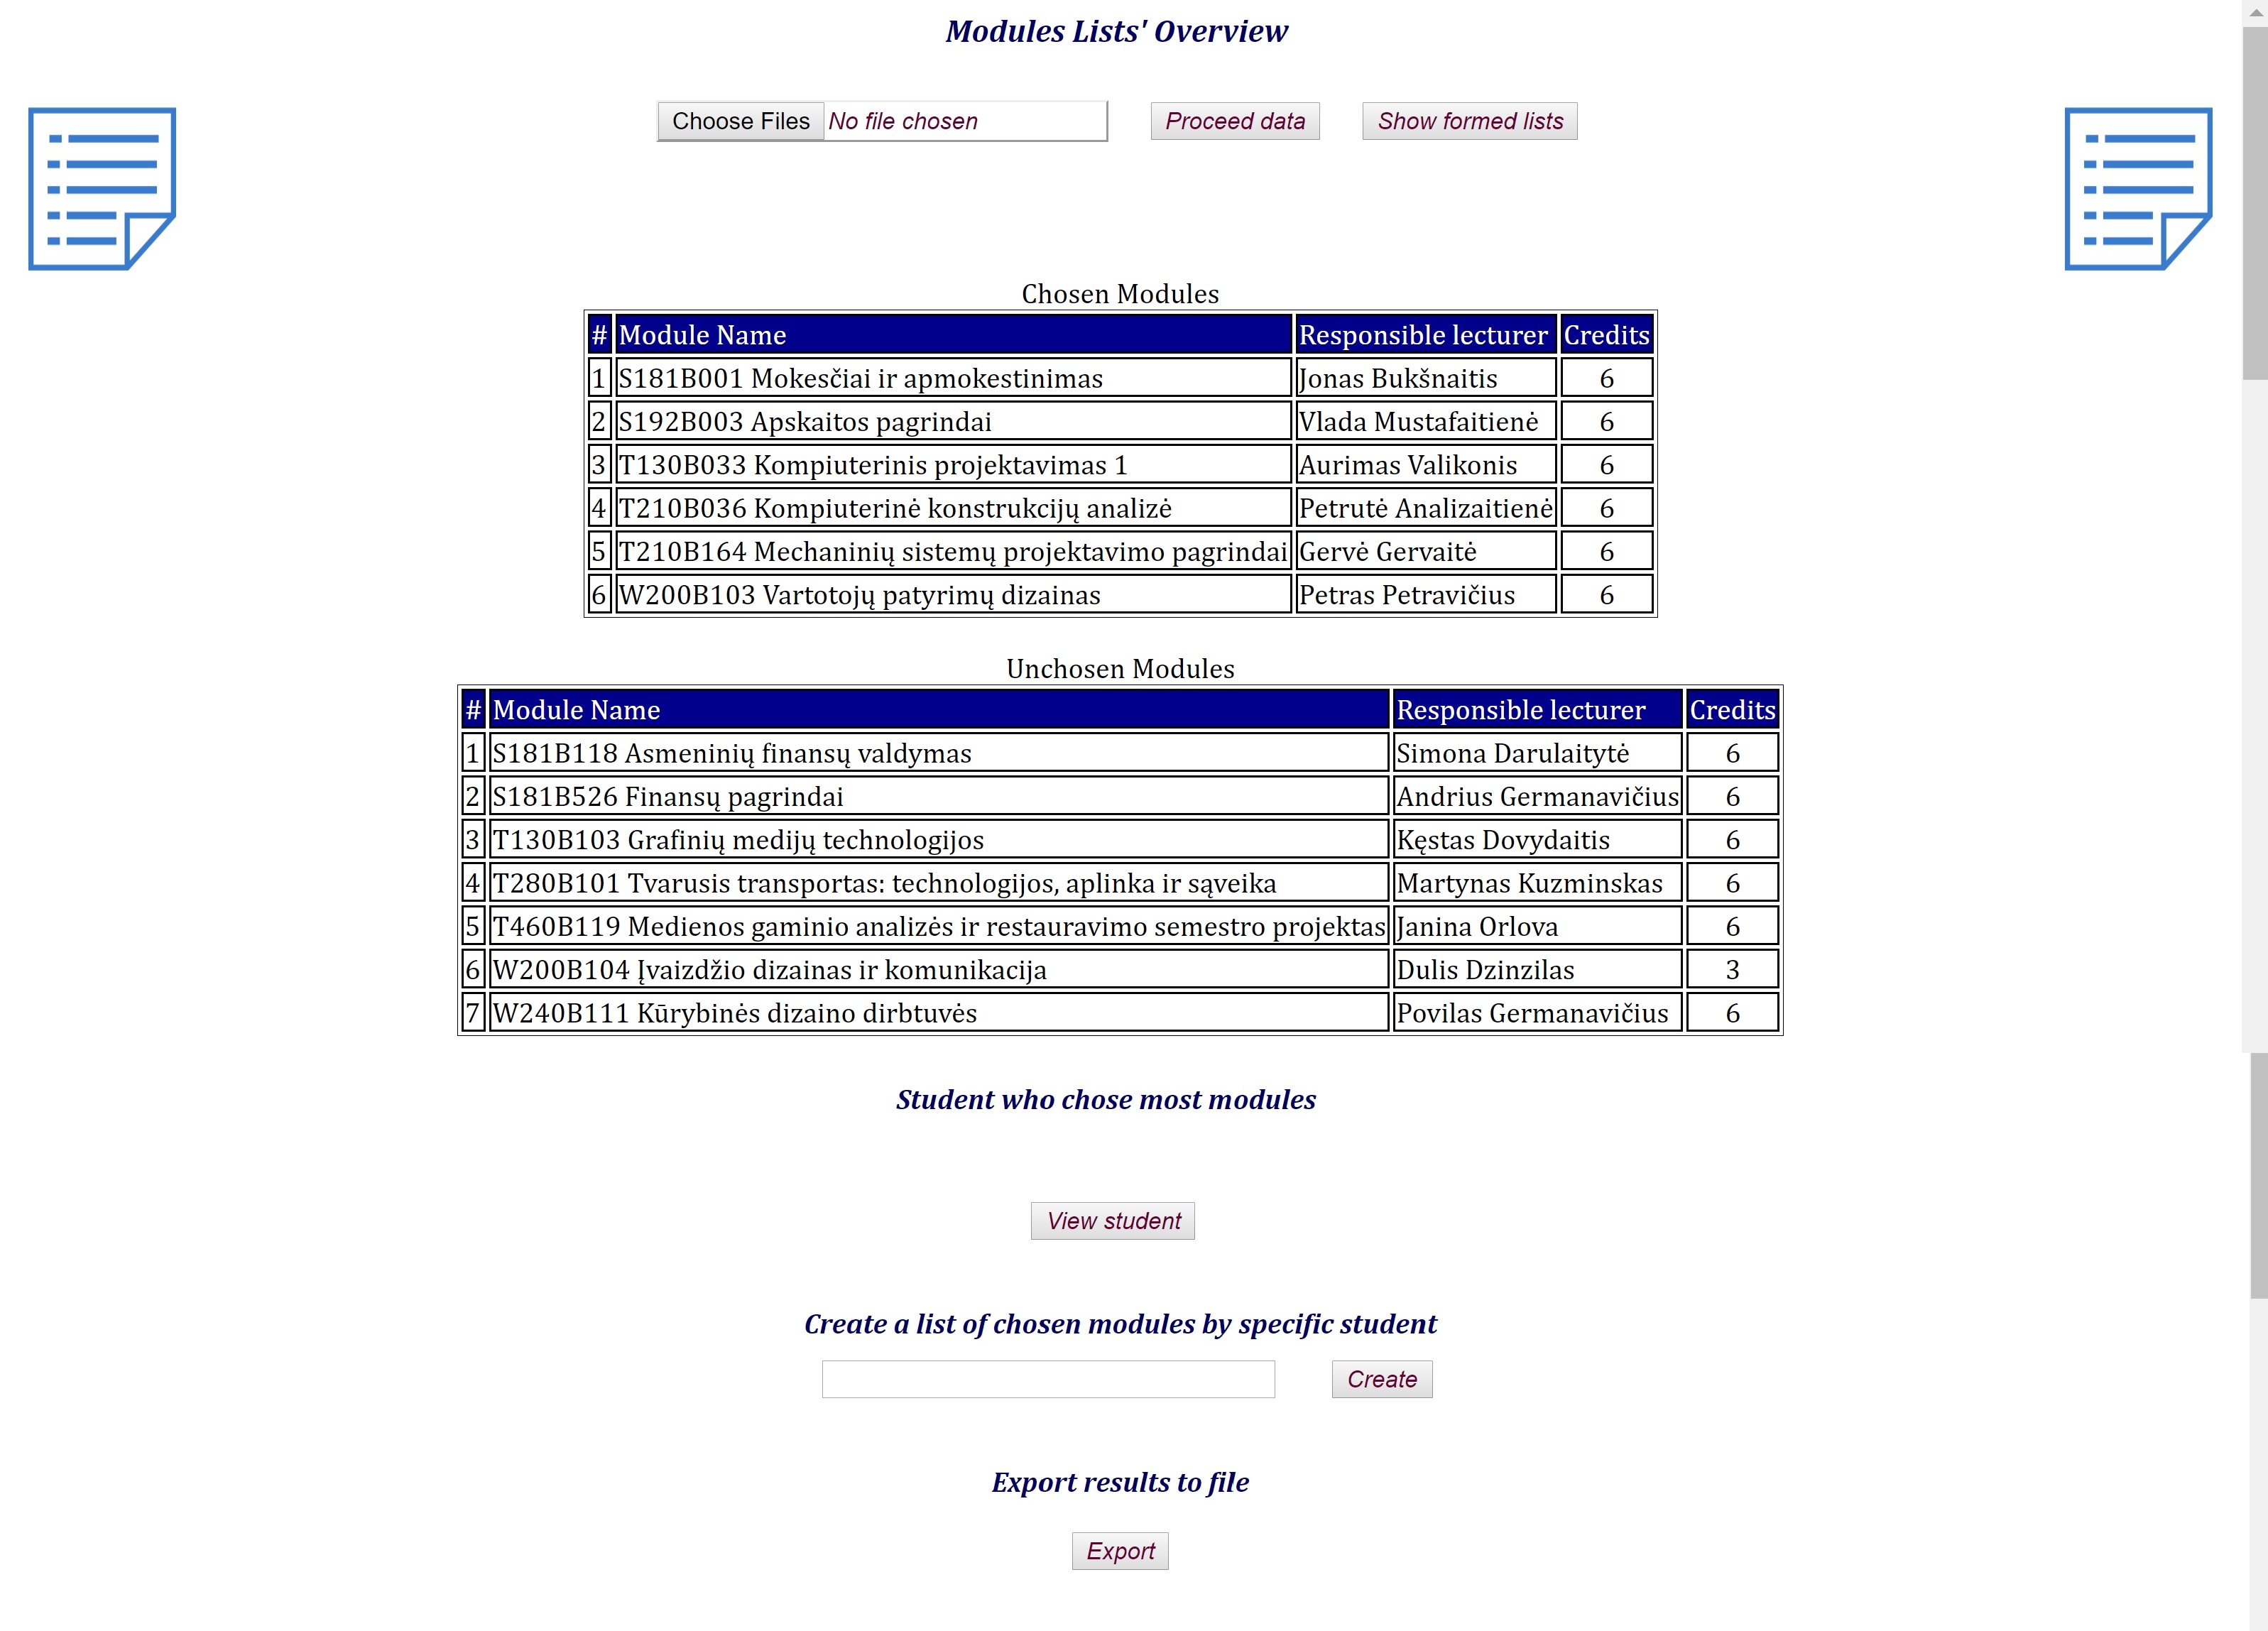 Modules Lists' Overview
Choose Files No file chosen Proceed data Show formed lists
Chosen Modules
# Module Name Responsible lecturer Credits
1 S181B001 Mokesčiai ir apmokestinimas Jonas Bukšnaitis 6
2 S192B003 Apskaitos pagrindai Vlada Mustafaitienė 6
3 T130B033 Kompiuterinis projektavimas 1 Aurimas Valikonis 6
4 T210B036 Kompiuterinė konstrukcijų analizė Petrutė Analizaitienė 6
5 T210B164 Mechaninių sistemų projektavimo pagrindai Gervė Gervaitė 6
6 W200B103 Vartotojų patyrimų dizainas Petras Petravičius 6
Unchosen Modules
# Module Name Responsible lecturer Credits
1 S181B118 Asmeninių finansų valdymas Simona Darulaitytė 6
2 S181B526 Finansų pagrindai Andrius Germanavičius 6
3 T130B103 Grafinių medijų technologijos Kęstas Dovydaitis 6
4 T280B101 Tvarusis transportas: technologijos, aplinka ir sąveika Martynas Kuzminskas 6
5 T460B119 Medienos gaminio analizės ir restauravimo semestro projektas Janina Orlova 6
6 W200B104 Įvaizdžio dizainas ir komunikacija Dulis Dzinzilas 3
7 W240B111 Kūrybinės dizaino dirbtuvės Povilas Germanavičius 6
Student who chose most modules
View student
Create a list of chosen modules by specific student
Create
Export results to file
Export